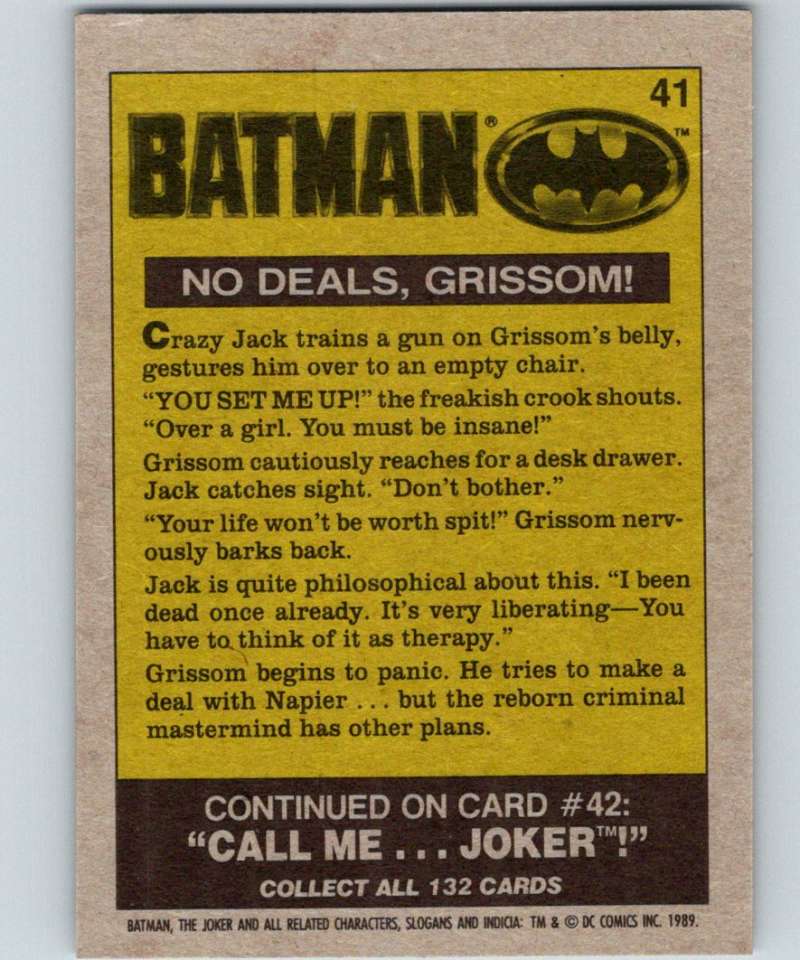 41
BATMAN® ™
NO DEALS, GRISSOM!
Crazy Jack trains a gun on Grissom's belly,
gestures him over to an empty chair.
“YOU SET ME UP!” the freakish crook shouts.
“Over a girl. You must be insane!”
Grissom cautiously reaches for a desk drawer.
Jack catches sight. “Don't bother.”
“Your life won't be worth spit!” Grissom nerv-
ously barks back.
Jack is quite philosophical about this. “I been
dead once already. It's very liberating—You
have to think of it as therapy.”
Grissom begins to panic. He tries to make a
deal with Napier . . . but the reborn criminal
mastermind has other plans.
CONTINUED ON CARD #42:
“CALL ME . . . JOKER™!”
COLLECT ALL 132 CARDS
BATMAN, THE JOKER AND ALL RELATED CHARACTERS, SLOGANS AND INDICIA: TM & © DC COMICS INC. 1989.